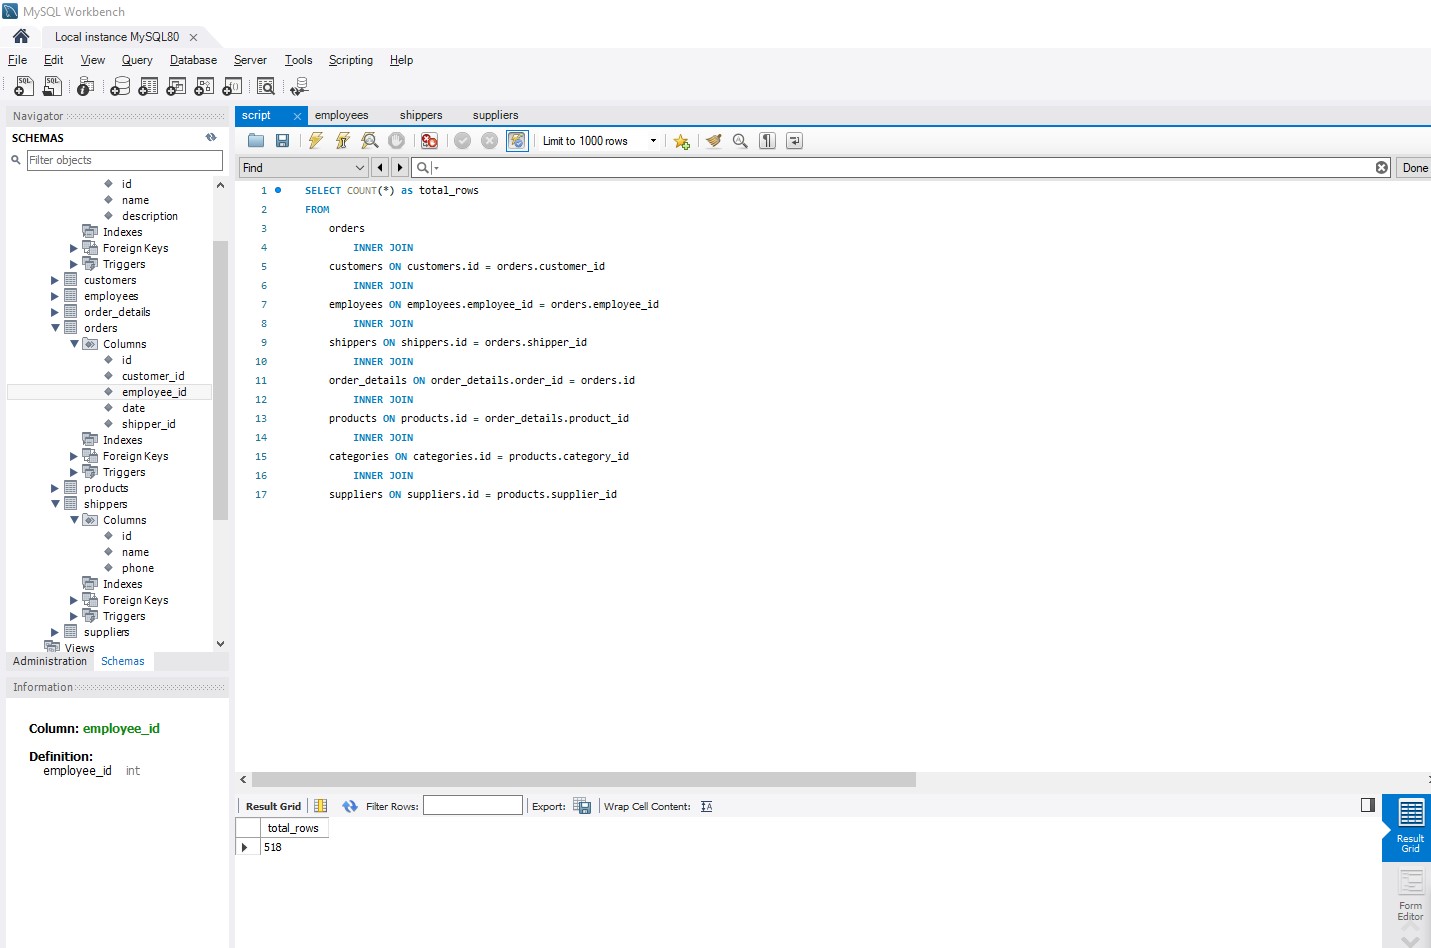 MySQL Workbench
Local instance MySQL80
File Edit View Query Database Server Tools Scripting Help
Navigator
SCHEMAS
Filter objects
id
name
description
Indexes
Foreign Keys
Triggers
customers
employees
order_details
orders
Columns
id
customer_id
employee_id
date
shipper_id
Indexes
Foreign Keys
Triggers
products
shippers
Columns
id
name
phone
Indexes
Foreign Keys
Triggers
suppliers
Views
Administration Schemas
Information
Column: employee_id
Definition:
employee_id int
script employees shippers suppliers
Limit to 1000 rows
Find Done
1 SELECT COUNT(*) as total_rows
2 FROM
3 orders
4 INNER JOIN
5 customers ON customers.id = orders.customer_id
6 INNER JOIN
7 employees ON employees.employee_id = orders.employee_id
8 INNER JOIN
9 shippers ON shippers.id = orders.shipper_id
10 INNER JOIN
11 order_details ON order_details.order_id = orders.id
12 INNER JOIN
13 products ON products.id = order_details.product_id
14 INNER JOIN
15 categories ON categories.id = products.category_id
16 INNER JOIN
17 suppliers ON suppliers.id = products.supplier_id
Result Grid Filter Rows: Export: Wrap Cell Content:
total_rows
518
Result
Grid
Form
Editor